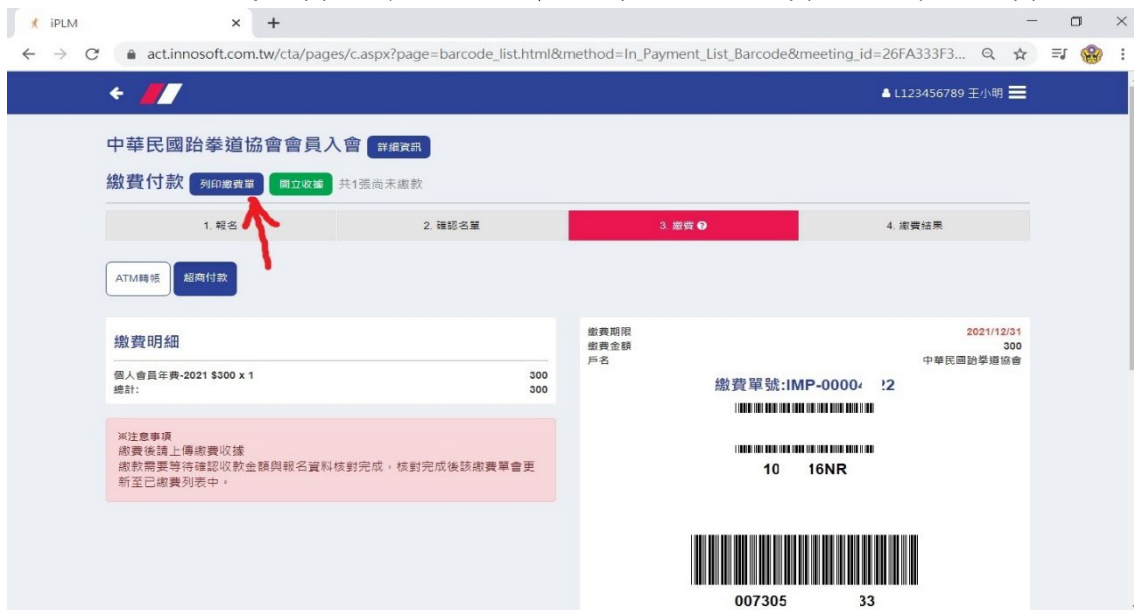 iPLM
act.innosoft.com.tw/cta/pages/c.aspx?page=barcode_list.html&method=In_Payment_List_Barcode&meeting_id=26FA333F3...
L123456789 王小明
中華民國跆拳道協會會員入會 詳細資訊
繳費付款 列印繳費單 開立收據 共1張尚未繳款
1. 報名 2. 確認名單 3. 繳費 4. 繳費結果
ATM轉帳 超商付款
繳費明細
個人會員年費-2021 $300 x 1 300
總計: 300
※注意事項
繳費後請上傳繳費收據
繳款需要等待確認收款金額與報名資料核對完成，核對完成後該繳費單會更
新至已繳費列表中。
繳費期限 2021/12/31
繳費金額 300
戶名 中華民國跆拳道協會
繳費單號:IMP-00004 22
10 16NR
007305 33